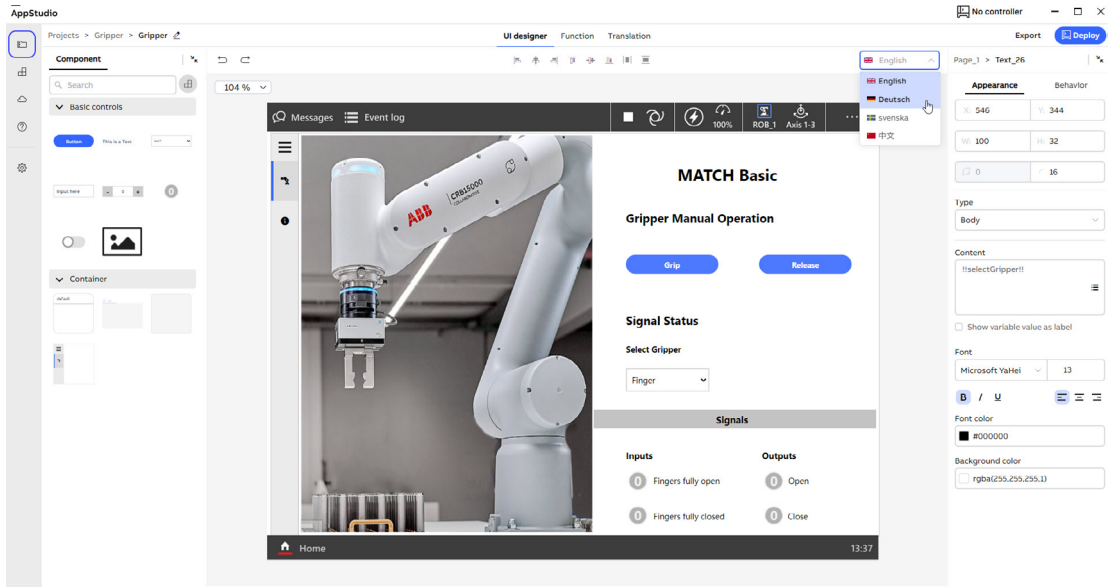 AppStudio
No controller
Projects > Gripper > Gripper
UI designer
Function
Translation
Export
Deploy
Component
Search
Basic controls
Button
This is a Text
Input here
- 0 +
0
Container
default
104 %
English
English
Deutsch
svenska
中文
Messages
Event log
100%
ROB_1
Axis 1-3
...
ABB
CRB15000
COLLABORATIVE
MATCH Basic
Gripper Manual Operation
Grip
Release
Signal Status
Select Gripper
Finger
Signals
Inputs
Outputs
0 Fingers fully open
0 Open
0 Fingers fully closed
0 Close
Home
13:37
Page_1 > Text_26
Appearance
Behavior
X: 546
Y: 344
W: 100
H: 32
0
16
Type
Body
Content
!!selectGripper!!
Show variable value as label
Font
Microsoft YaHei
13
B I U
Font color
#000000
Background color
rgba(255,255,255,1)